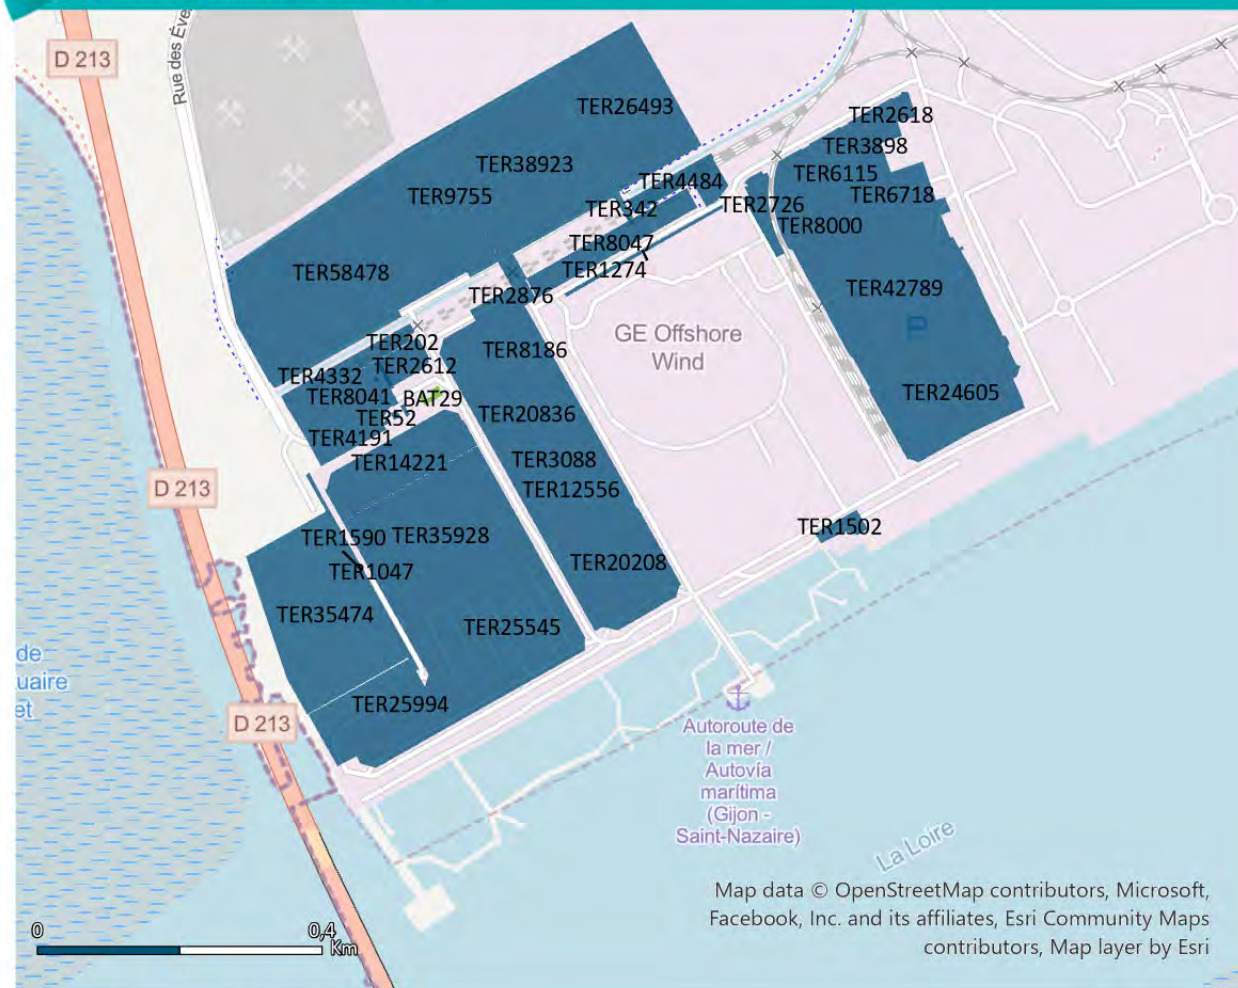 D 213
Rue des Éve
TER26493
TER2618
TER3898
TER38923
TER6115
TER4484
TER9755
TER6718
TER342
TER2726
TER8000
TER8047
TER58478
TER1274
TER42789
TER2876
GE Offshore
Wind
TER202
TER8186
TER2612
TER4332
TER8041
BAT29
TER24605
TER52
TER20836
TER4191
TER14221
TER3088
D 213
TER12556
TER1502
TER1590
TER35928
TER1047
TER20208
TER35474
TER25545
de
uaire
et
TER25994
D 213
Autoroute de
la mer /
Autovía
marítima
(Gijon -
Saint-Nazaire)
La Loire
Map data © OpenStreetMap contributors, Microsoft,
Facebook, Inc. and its affiliates, Esri Community Maps
contributors, Map layer by Esri
0
0,4
Km